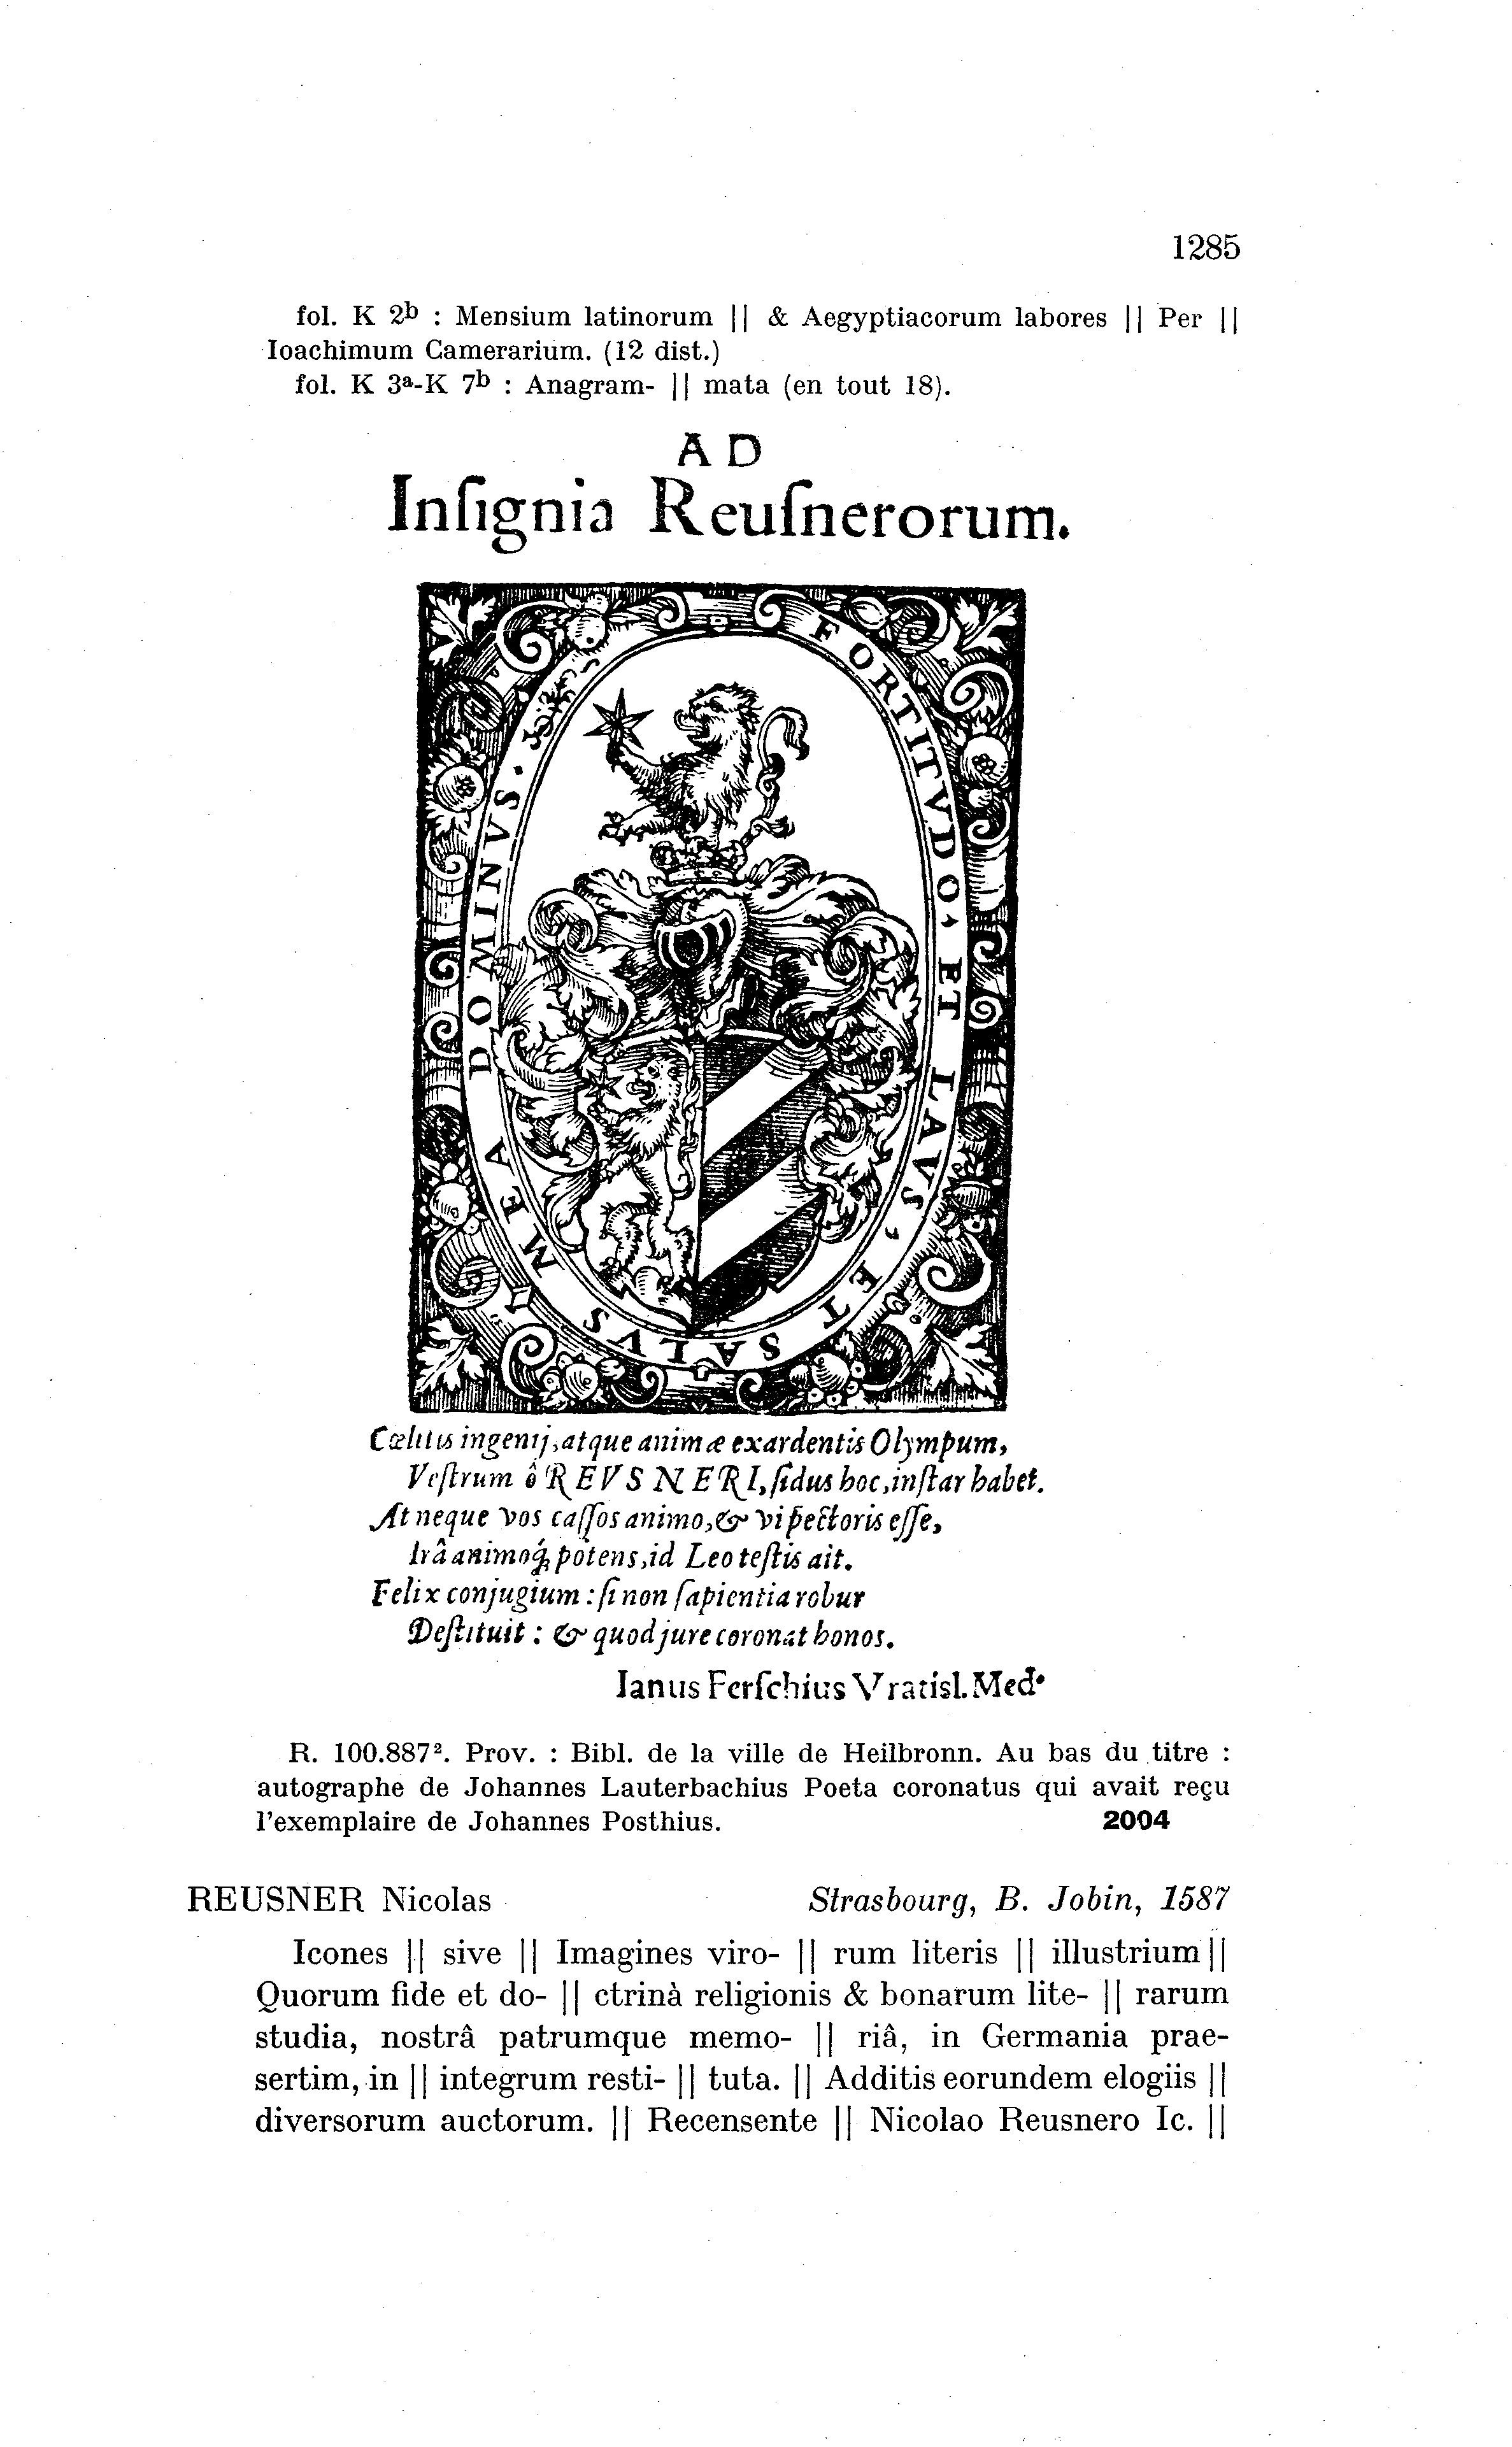 1285
fol. K 2ᵇ : Mensium latinorum || & Aegyptiacorum labores || Per ||
Ioachimum Camerarium. (12 dist.)
fol. K 3ᵃ-K 7ᵇ : Anagram- || mata (en tout 18).
AD
Inſignia Reuſnerorum.
FORTITVDO, ET LAVS, ET SALVS MEA DOMINVS.
Cœlitus ingenij, atque animæ exardentis Olympum,
Veſtrum ô REVSNERI, ſidus hoc, inſtar habet.
At neque vos caſſos animo, & vi pectoris eſſe,
Irâ animoq́; potens, id Leo teſtis ait.
Felix conjugium : ſi non ſapientia robur
Deſtituit : & quod jure coronat honos.
Ianus Ferſchius Vratisl. Med.
R. 100.887². Prov. : Bibl. de la ville de Heilbronn. Au bas du titre :
autographe de Johannes Lauterbachius Poeta coronatus qui avait reçu
l'exemplaire de Johannes Posthius. 2004
REUSNER Nicolas Strasbourg, B. Jobin, 1587
Icones || sive || Imagines viro- || rum literis || illustrium ||
Quorum fide et do- || ctrinà religionis & bonarum lite- || rarum
studia, nostrâ patrumque memo- || riâ, in Germania prae-
sertim, in || integrum resti- || tuta. || Additis eorundem elogiis ||
diversorum auctorum. || Recensente || Nicolao Reusnero Ic. ||